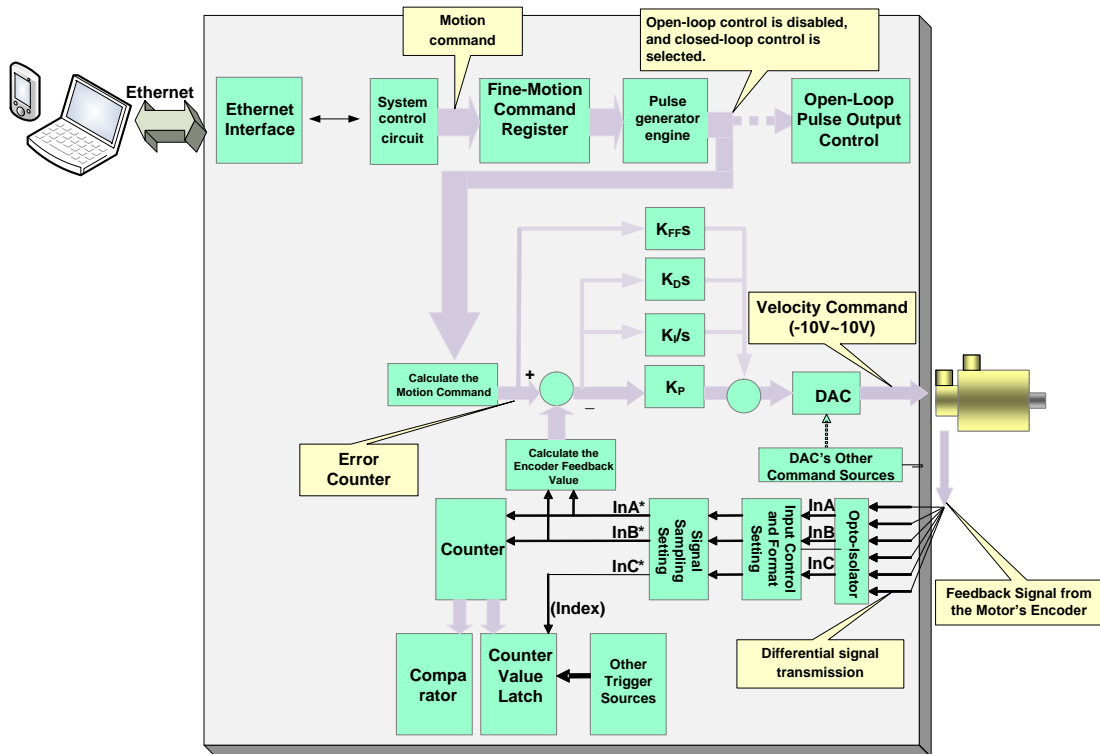 Motion
command
Open-loop control is disabled,
and closed-loop control is
selected.
Ethernet
Ethernet
Interface
System
control
circuit
Fine-Motion
Command
Register
Pulse
generator
engine
Open-Loop
Pulse Output
Control
KFFS
KDS
KI/s
KP
Velocity Command
(-10V~10V)
Calculate the
Motion Command
+
_
DAC
Error
Counter
Calculate the
Encoder Feedback
Value
DAC's Other
Command Sources
Counter
InA*
InB*
InC*
Signal
Sampling
Setting
Input Control
and Format
Setting
InA
InB
InC
Opto-Isolator
(Index)
Feedback Signal from
the Motor's Encoder
Differential signal
transmission
Compa
rator
Counter
Value
Latch
Other
Trigger
Sources